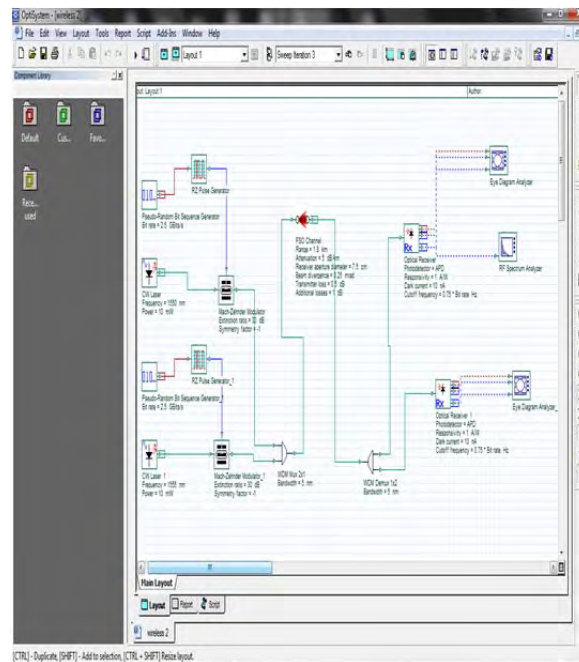 OptiSystem - [wireless 2]
File Edit View Layout Tools Report Script Add-Ins Window Help
Layout 1
Sweep Iteration 3
Component Library
Default
Cus...
Favo...
Rece...
used
Layout 1
Author:
RZ Pulse Generator
Pseudo-Random Bit Sequence Generator
Bit rate = 2.5 GBits/s
CW Laser
Frequency = 1550 nm
Power = 10 mW
Mach-Zehnder Modulator
Extinction ratio = 30 dB
Symmetry factor = -1
FSO Channel
Attenuation = 5 dB/km
Receiver aperture diameter = 7.5 cm
Beam divergence = 0.25 mrad
Transmitter loss = 0.5 dB
Additional losses = 1 dB
Eye Diagram Analyzer
Rx
Optical Receiver
Photodetector = APD
Responsivity = 1 A/W
Dark current = 10 nA
Cutoff frequency = 0.75 * Bit rate Hz
RF Spectrum Analyzer
RZ Pulse Generator_1
Pseudo-Random Bit Sequence Generator_1
Bit rate = 2.5 GBits/s
CW Laser 1
Frequency = 1555 nm
Power = 10 mW
Mach-Zehnder Modulator_1
Extinction ratio = 30 dB
Symmetry factor = -1
WDM Mux 2x1
Bandwidth = 5 nm
WDM Demux 1x2
Bandwidth = 5 nm
Eye Diagram Analyzer_
Rx
Optical Receiver 1
Photodetector = APD
Responsivity = 1 A/W
Dark current = 10 nA
Cutoff frequency = 0.75 * Bit rate Hz
Main Layout
Layout Report Script
wireless 2
[CTRL] - Duplicate, [SHIFT] - Add to selection, [CTRL + SHIFT] Resize layout.